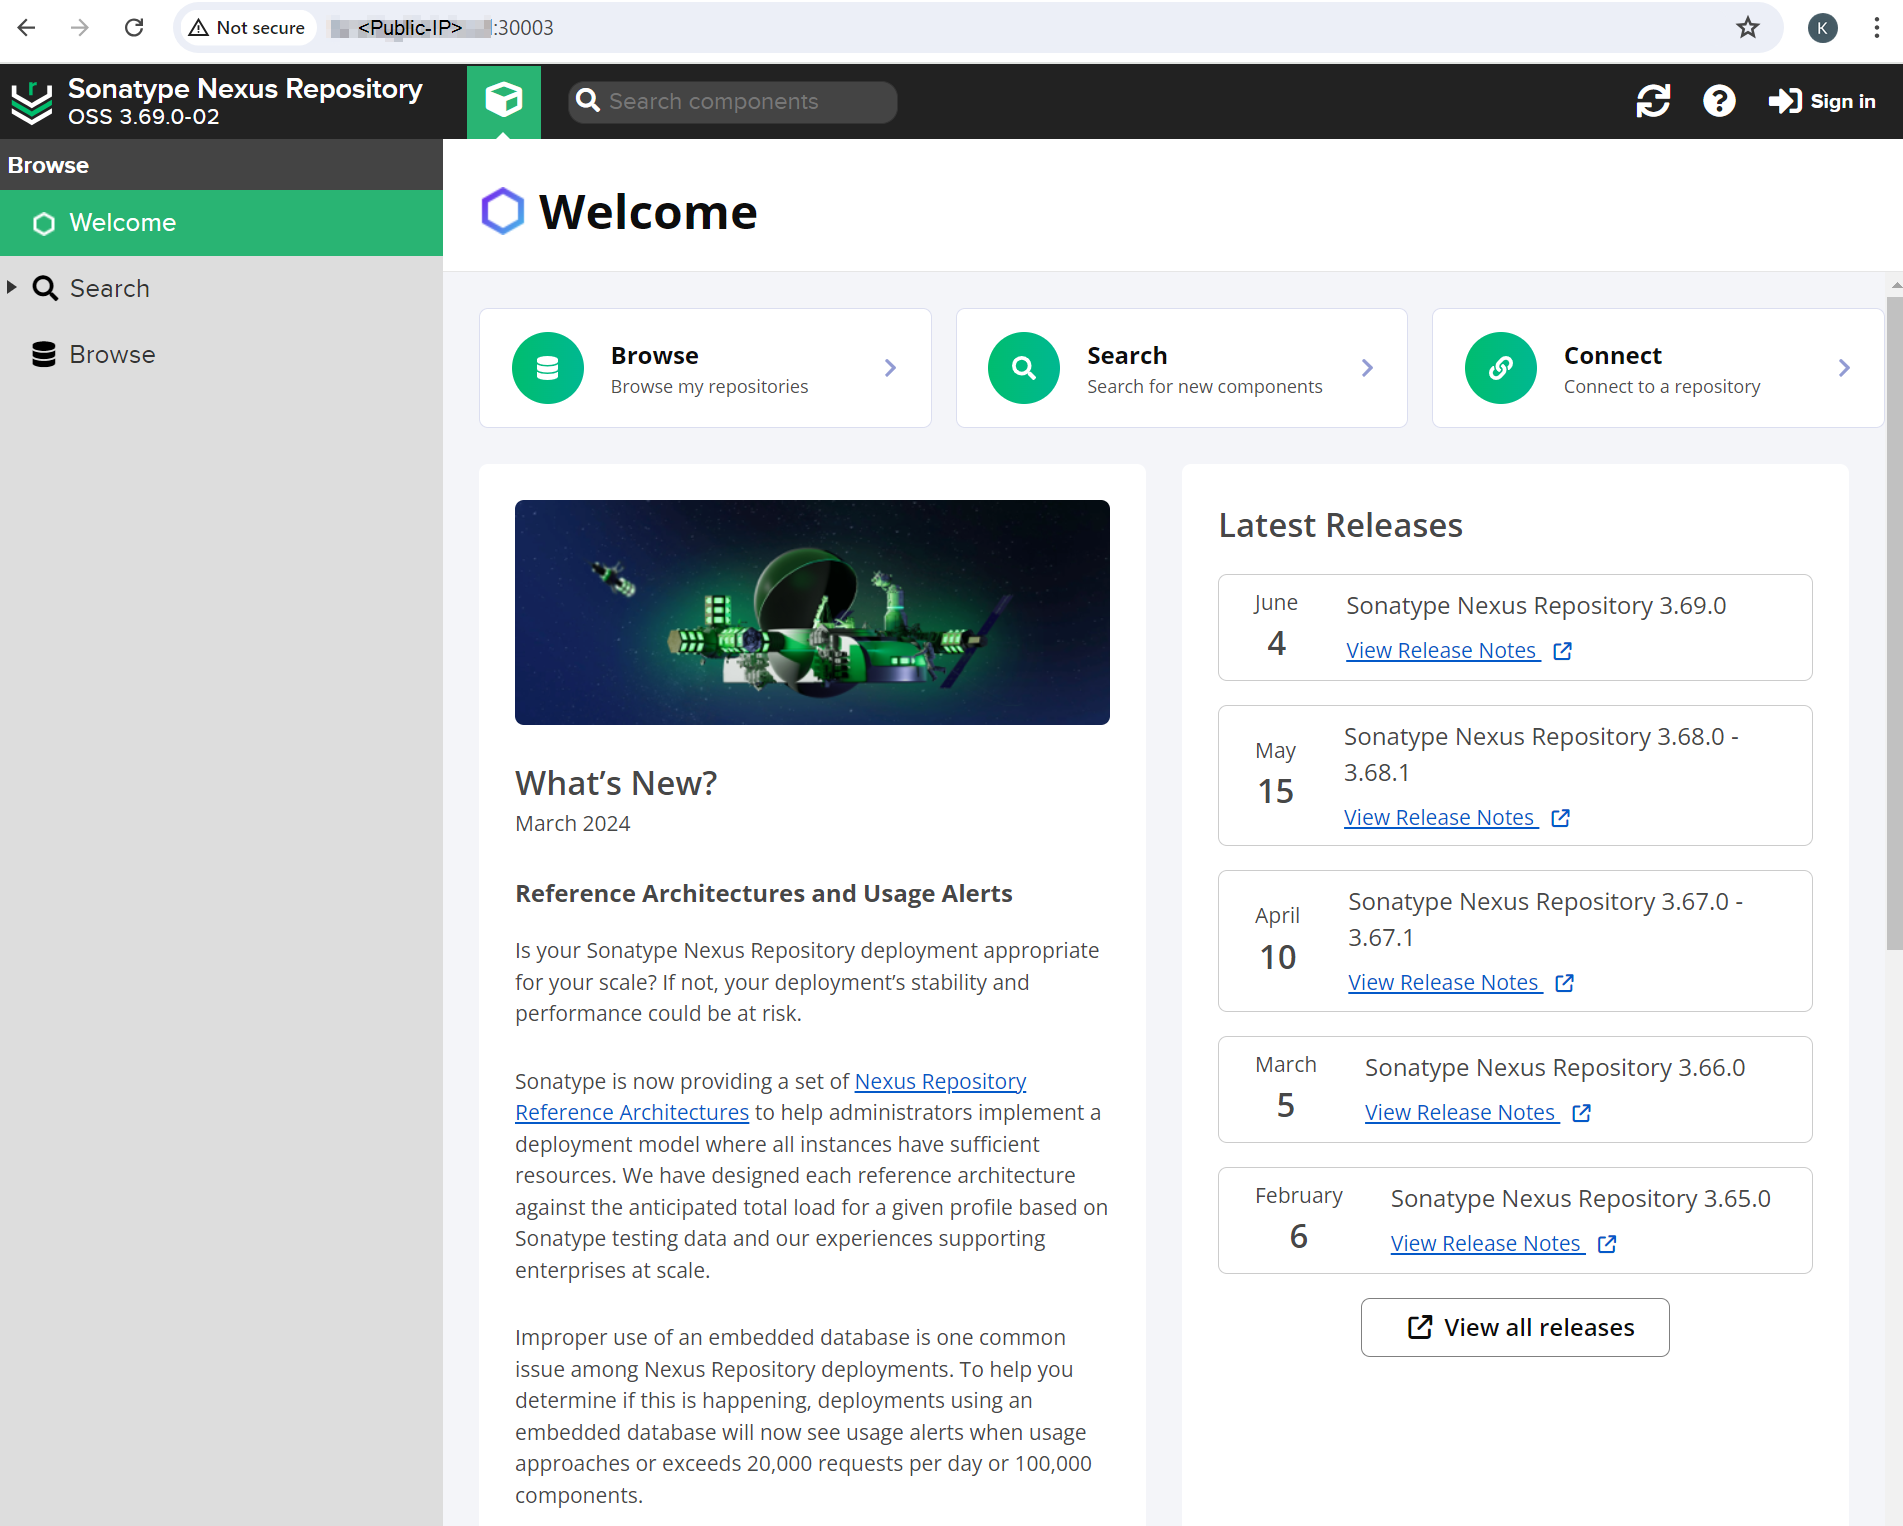 Not secure
<Public-IP>
:30003
K
Sonatype Nexus Repository
OSS 3.69.0-02
Search components
Sign in
Browse
Welcome
Search
Browse
Welcome
Browse
Browse my repositories
Search
Search for new components
Connect
Connect to a repository
What’s New?
March 2024
Reference Architectures and Usage Alerts
Is your Sonatype Nexus Repository deployment appropriate
for your scale? If not, your deployment’s stability and
performance could be at risk.
Sonatype is now providing a set of Nexus Repository
Reference Architectures to help administrators implement a
deployment model where all instances have sufficient
resources. We have designed each reference architecture
against the anticipated total load for a given profile based on
Sonatype testing data and our experiences supporting
enterprises at scale.
Improper use of an embedded database is one common
issue among Nexus Repository deployments. To help you
determine if this is happening, deployments using an
embedded database will now see usage alerts when usage
approaches or exceeds 20,000 requests per day or 100,000
components.
Latest Releases
June
4
Sonatype Nexus Repository 3.69.0
View Release Notes
May
15
Sonatype Nexus Repository 3.68.0 -
3.68.1
View Release Notes
April
10
Sonatype Nexus Repository 3.67.0 -
3.67.1
View Release Notes
March
5
Sonatype Nexus Repository 3.66.0
View Release Notes
February
6
Sonatype Nexus Repository 3.65.0
View Release Notes
View all releases